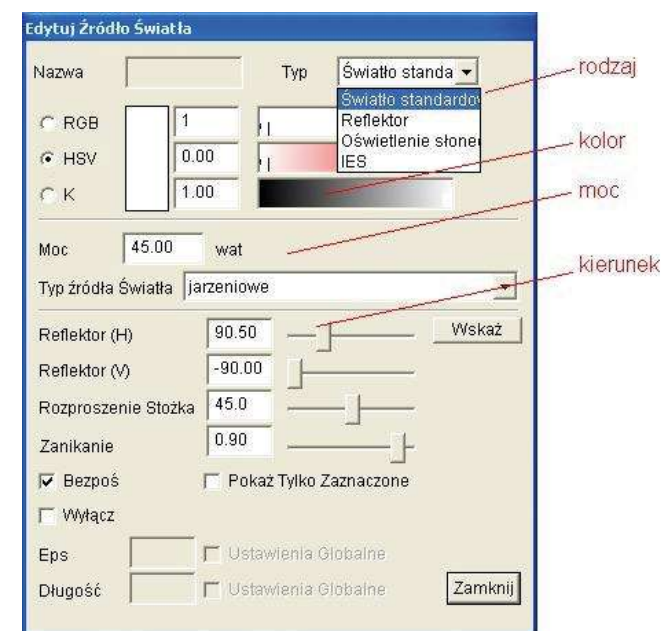 Edytuj Źródło Światła
Nazwa Typ Światło standa
rodzaj
Światło standardo
RGB 1 Reflektor
Oświetlenie słone
kolor
HSV 0.00 IES
K 1.00
moc
Moc 45.00 wat
kierunek
Typ źródła Światła jarzeniowe
Reflektor (H) 90.50 Wskaż
Reflektor (V) -90.00
Rozproszenie Stożka 45.0
Zanikanie 0.90
Bezpoś Pokaż Tylko Zaznaczone
Wyłącz
Eps Ustawienia Globalne
Długość Ustawienia Globalne Zamknij